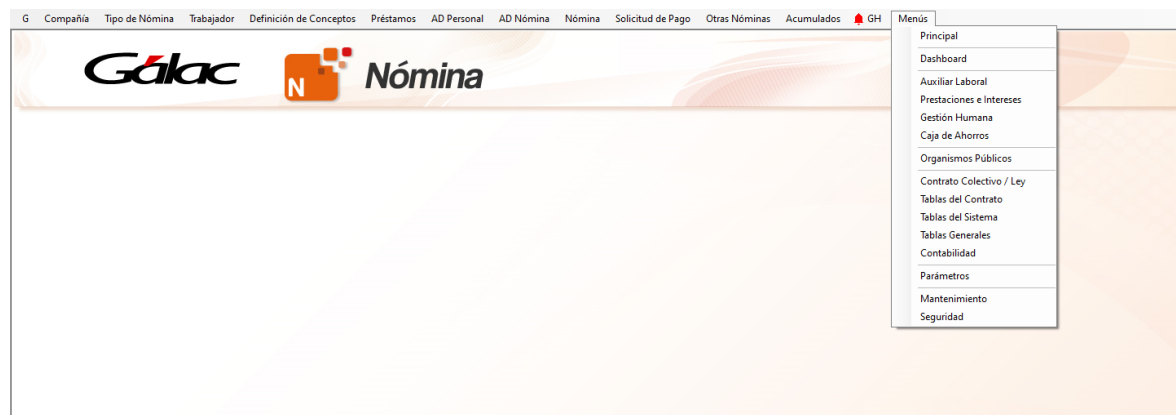 G Compañía Tipo de Nómina Trabajador Definición de Conceptos Préstamos AD Personal AD Nómina Nómina Solicitud de Pago Otras Nóminas Acumulados GH Menús
Gálac N Nómina
Principal
Dashboard
Auxiliar Laboral
Prestaciones e Intereses
Gestión Humana
Caja de Ahorros
Organismos Públicos
Contrato Colectivo / Ley
Tablas del Contrato
Tablas del Sistema
Tablas Generales
Contabilidad
Parámetros
Mantenimiento
Seguridad